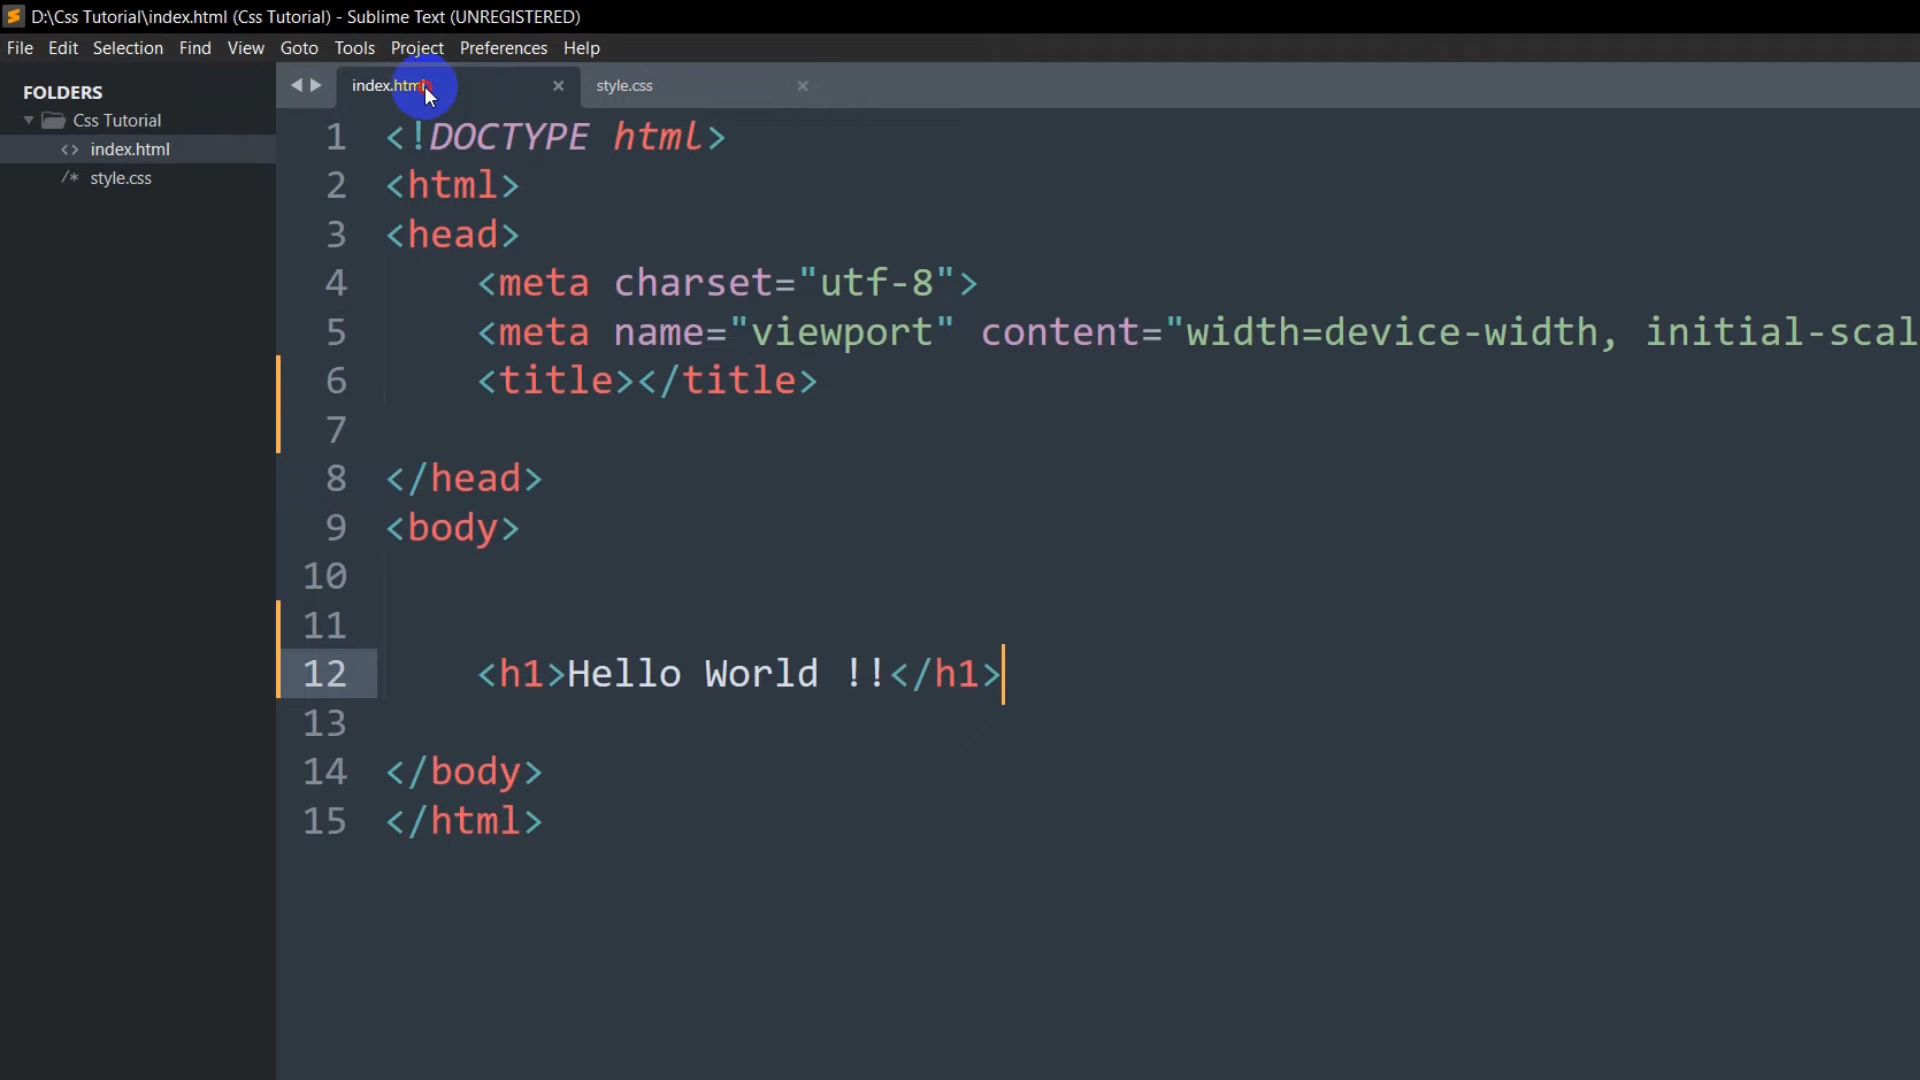 D:\Css Tutorial\index.html (Css Tutorial) - Sublime Text (UNREGISTERED)
File Edit Selection Find View Goto Tools Project Preferences Help
FOLDERS
Css Tutorial
<> index.html
/* style.css
index.html × style.css ×
1 <!DOCTYPE html>
2 <html>
3 <head>
4 <meta charset="utf-8">
5 <meta name="viewport" content="width=device-width, initial-scal
6 <title></title>
7
8 </head>
9 <body>
10
11
12 <h1>Hello World !!</h1>
13
14 </body>
15 </html>